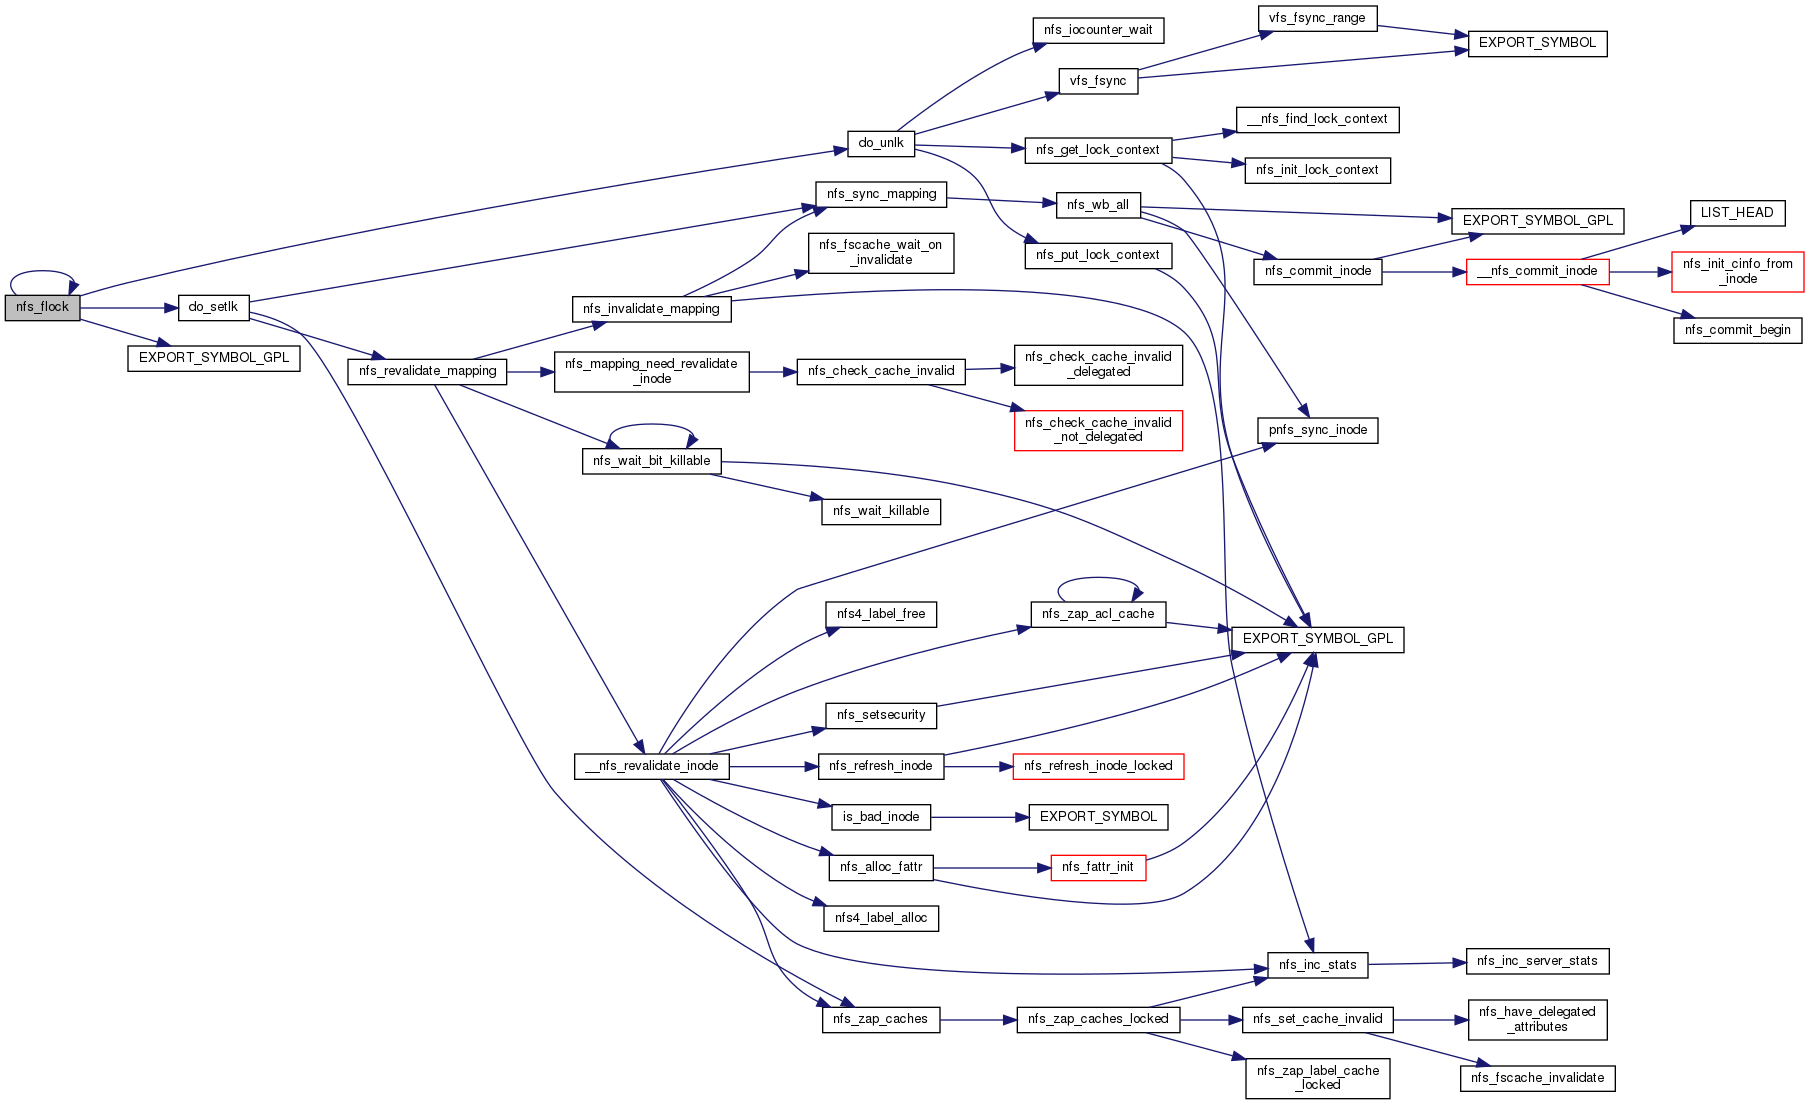 nfs_iocounter_wait
vfs_fsync_range
EXPORT_SYMBOL
vfs_fsync
do_unlk
__nfs_find_lock_context
nfs_get_lock_context
nfs_init_lock_context
nfs_sync_mapping
nfs_wb_all
EXPORT_SYMBOL_GPL
LIST_HEAD
nfs_fscache_wait_on
_invalidate
nfs_put_lock_context
nfs_commit_inode
__nfs_commit_inode
nfs_init_cinfo_from
_inode
nfs_commit_begin
nfs_flock
do_setlk
EXPORT_SYMBOL_GPL
nfs_invalidate_mapping
nfs_revalidate_mapping
nfs_mapping_need_revalidate
_inode
nfs_check_cache_invalid
nfs_check_cache_invalid
_delegated
nfs_check_cache_invalid
_not_delegated
pnfs_sync_inode
nfs_wait_bit_killable
nfs_wait_killable
nfs4_label_free
nfs_zap_acl_cache
EXPORT_SYMBOL_GPL
nfs_setsecurity
__nfs_revalidate_inode
nfs_refresh_inode
nfs_refresh_inode_locked
is_bad_inode
EXPORT_SYMBOL
nfs_alloc_fattr
nfs_fattr_init
nfs4_label_alloc
nfs_inc_stats
nfs_inc_server_stats
nfs_zap_caches
nfs_zap_caches_locked
nfs_set_cache_invalid
nfs_have_delegated
_attributes
nfs_zap_label_cache
_locked
nfs_fscache_invalidate